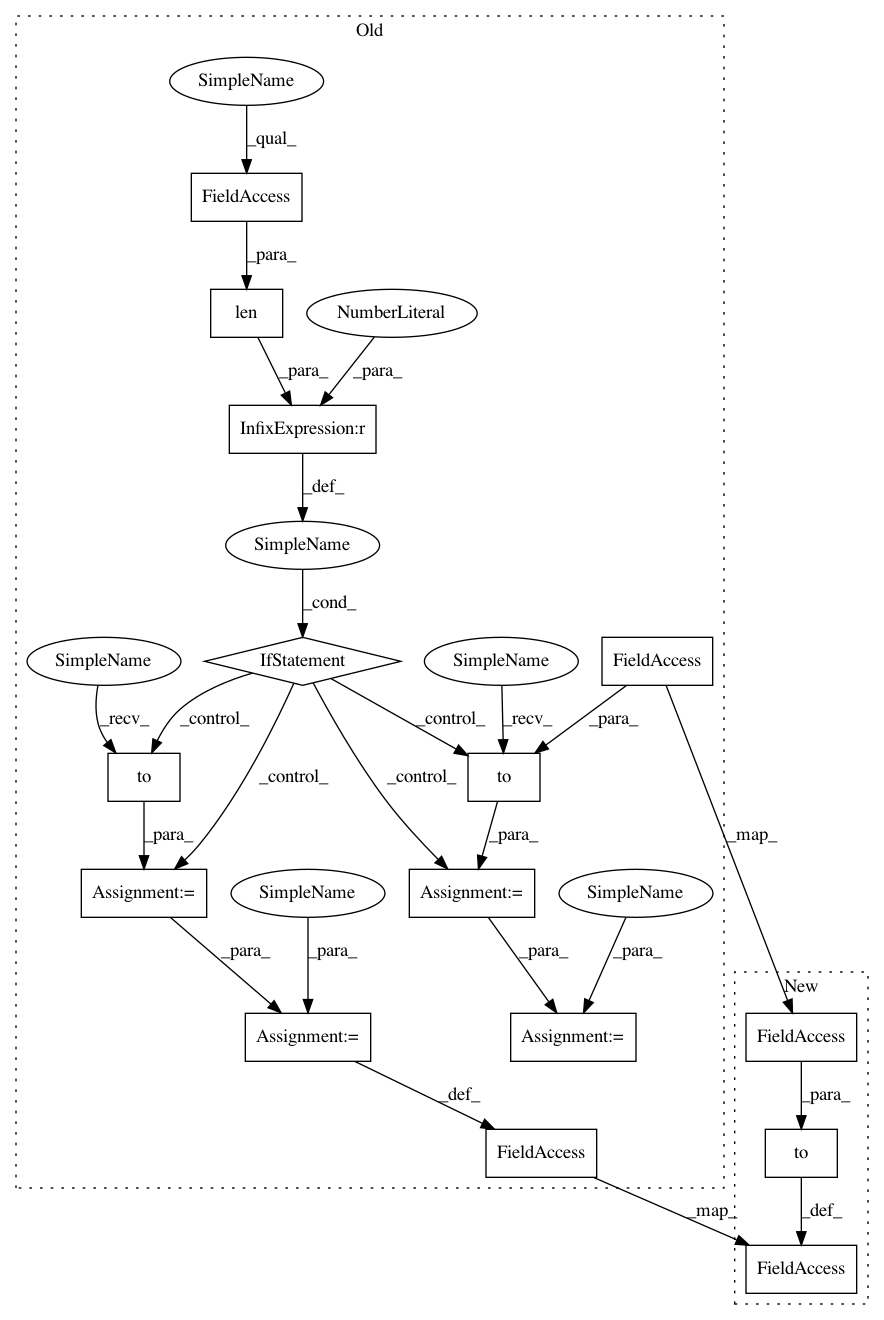 Old
SimpleName
_qual_
FieldAccess
_para_
len
NumberLiteral
_para_
_para_
InfixExpression:r
_def_
SimpleName
_cond_
SimpleName
IfStatement
SimpleName
FieldAccess
_recv_
_control_
_control_
_recv_
_para_
to
_control_
_control_
to
_para_
_para_
_map_
Assignment:=
SimpleName
Assignment:=
SimpleName
_para_
_para_
_para_
_para_
New
Assignment:=
Assignment:=
FieldAccess
_def_
_para_
FieldAccess
to
_map_
_def_
FieldAccess